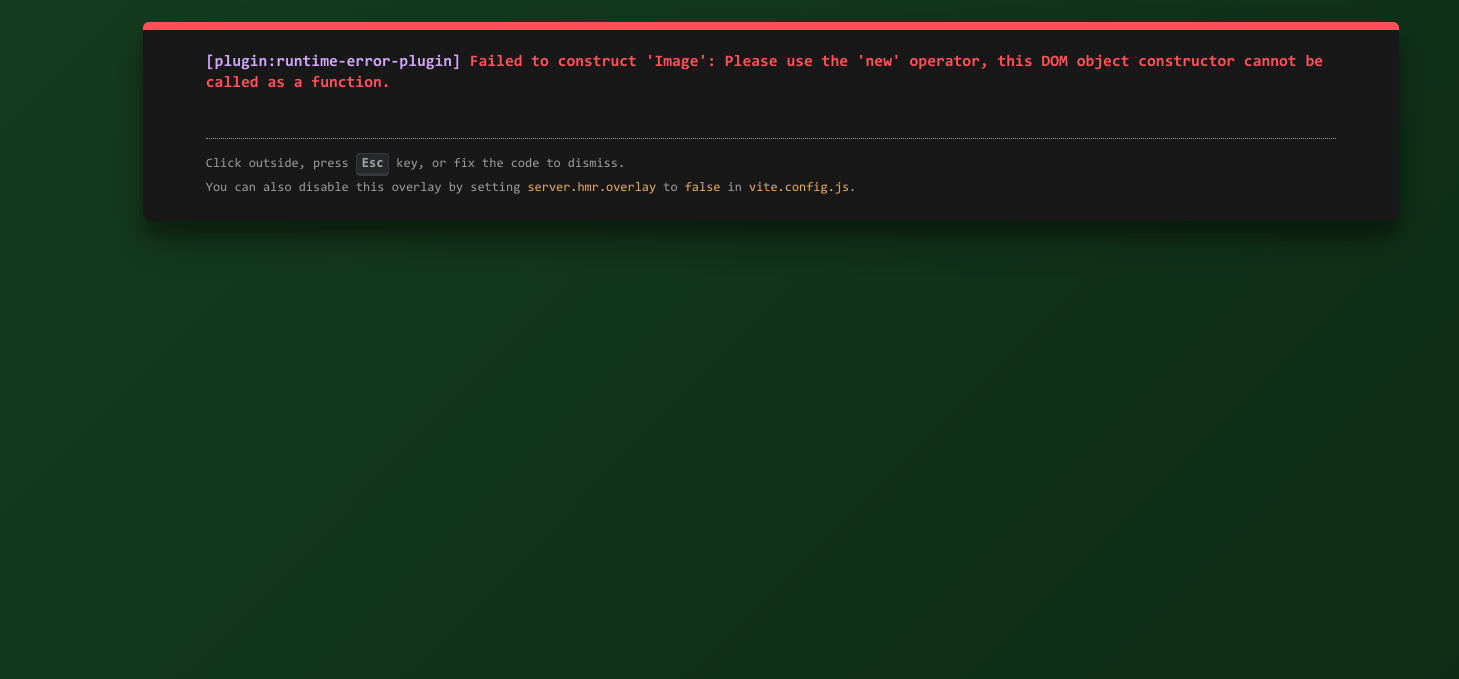 [plugin:runtime-error-plugin] Failed to construct 'Image': Please use the 'new' operator, this DOM object constructor cannot be
called as a function.
Click outside, press Esc key, or fix the code to dismiss.
You can also disable this overlay by setting server.hmr.overlay to false in vite.config.js.